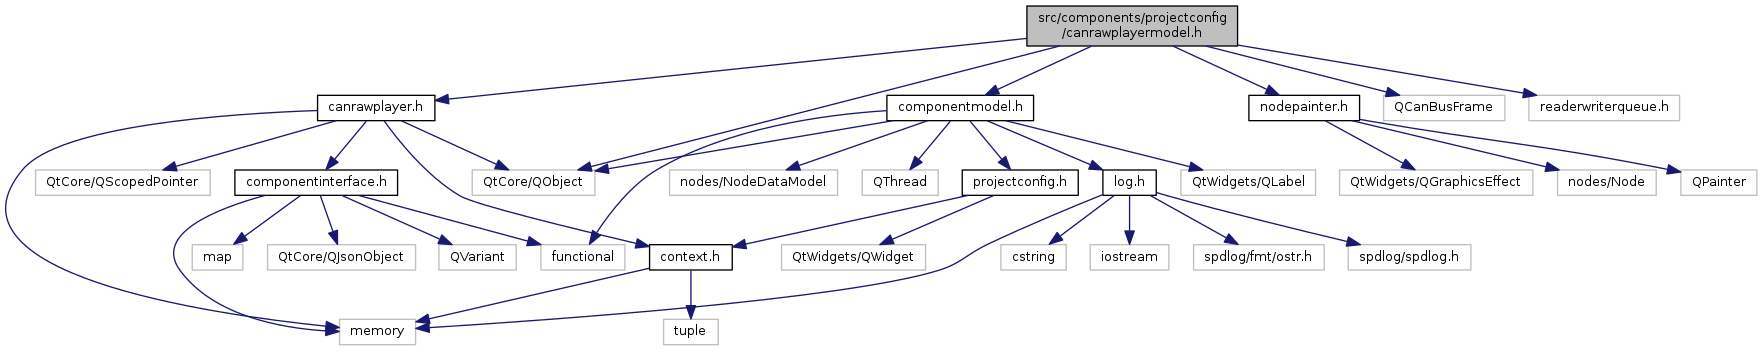 src/components/projectconfig
/canrawplayermodel.h
canrawplayer.h
componentmodel.h
nodepainter.h
QCanBusFrame
readerwriterqueue.h
QtCore/QScopedPointer
componentinterface.h
QtCore/QObject
nodes/NodeDataModel
QThread
projectconfig.h
log.h
QtWidgets/QLabel
QtWidgets/QGraphicsEffect
nodes/Node
QPainter
map
QtCore/QJsonObject
QVariant
functional
context.h
QtWidgets/QWidget
cstring
iostream
spdlog/fmt/ostr.h
spdlog/spdlog.h
memory
tuple